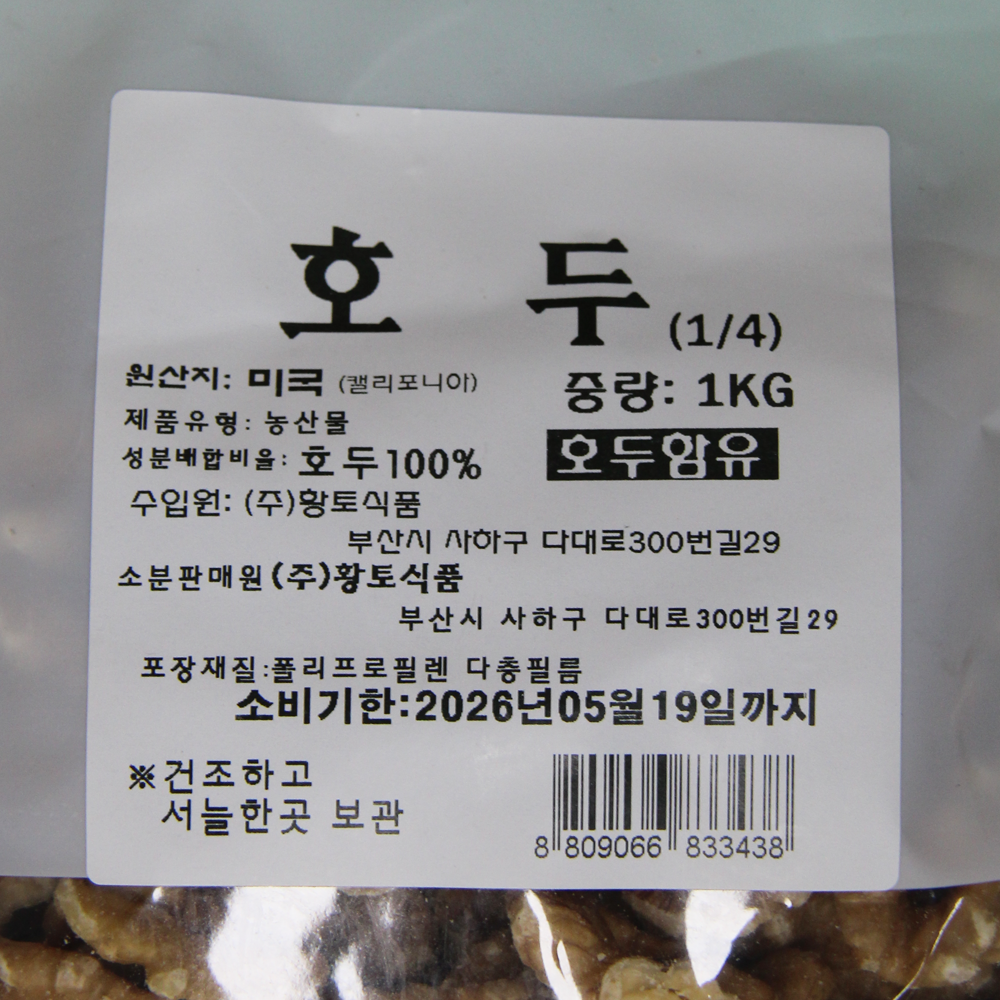 호 두 (1/4)
원산지: 미국 (캘리포니아) 중량: 1KG
제품유형: 농산물
성분배합비율: 호두100% 호두함유
수입원: (주)황토식품
부산시 사하구 다대로300번길29
소분판매원(주)황토식품
부산시 사하구 다대로300번길29
포장재질:폴리프로필렌 다층필름
소비기한:2026년05월19일까지
※건조하고
서늘한곳 보관
8 809066 833438